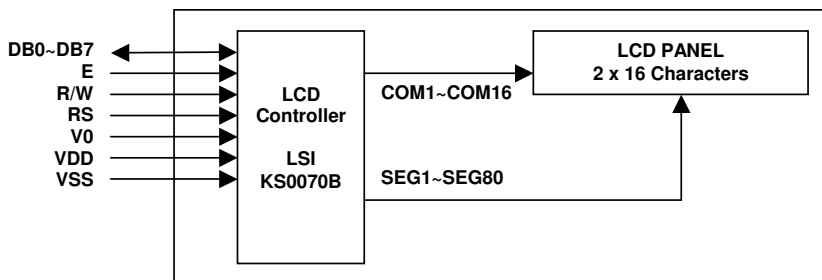 DB0~DB7
E
R/W
RS
V0
VDD
VSS
LCD
Controller
LSI
KS0070B
COM1~COM16
SEG1~SEG80
LCD PANEL
2 x 16 Characters